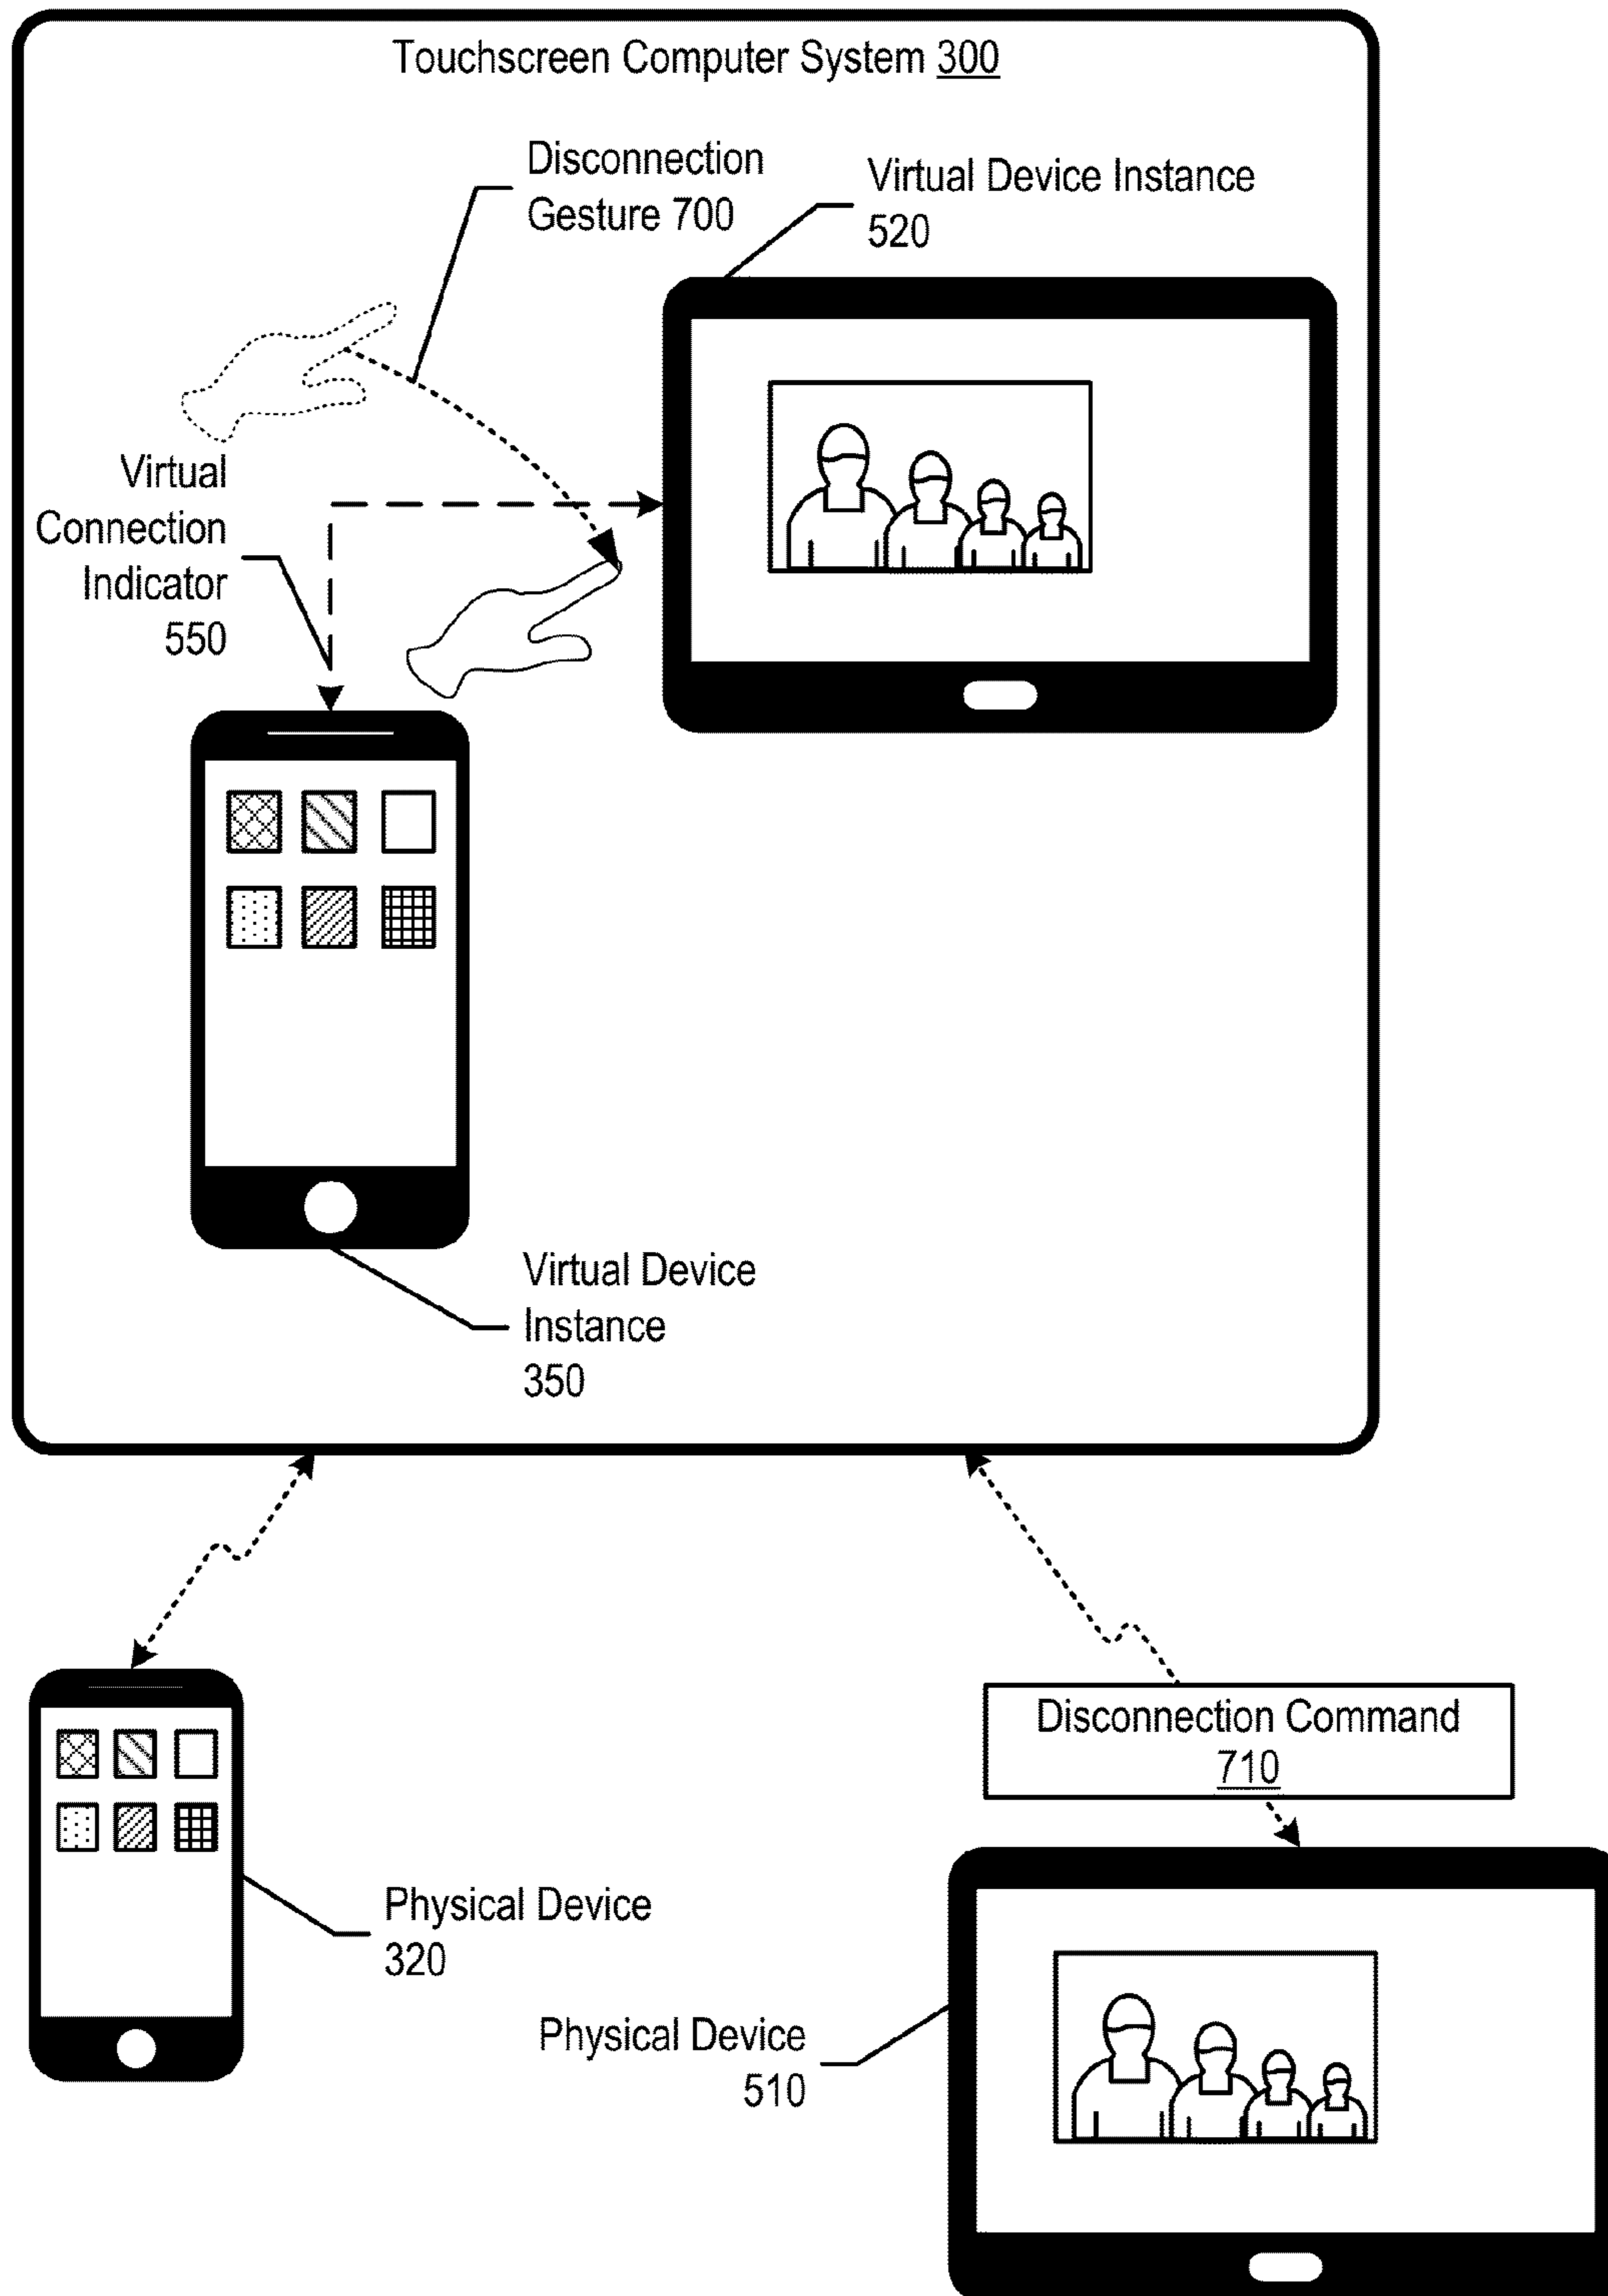 Touchscreen Computer System 300
Disconnection
Gesture 700
Virtual Device Instance
520
Virtual
Connection
Indicator
550
Virtual Device
Instance
350
Disconnection Command
710
Physical Device
320
Physical Device
510